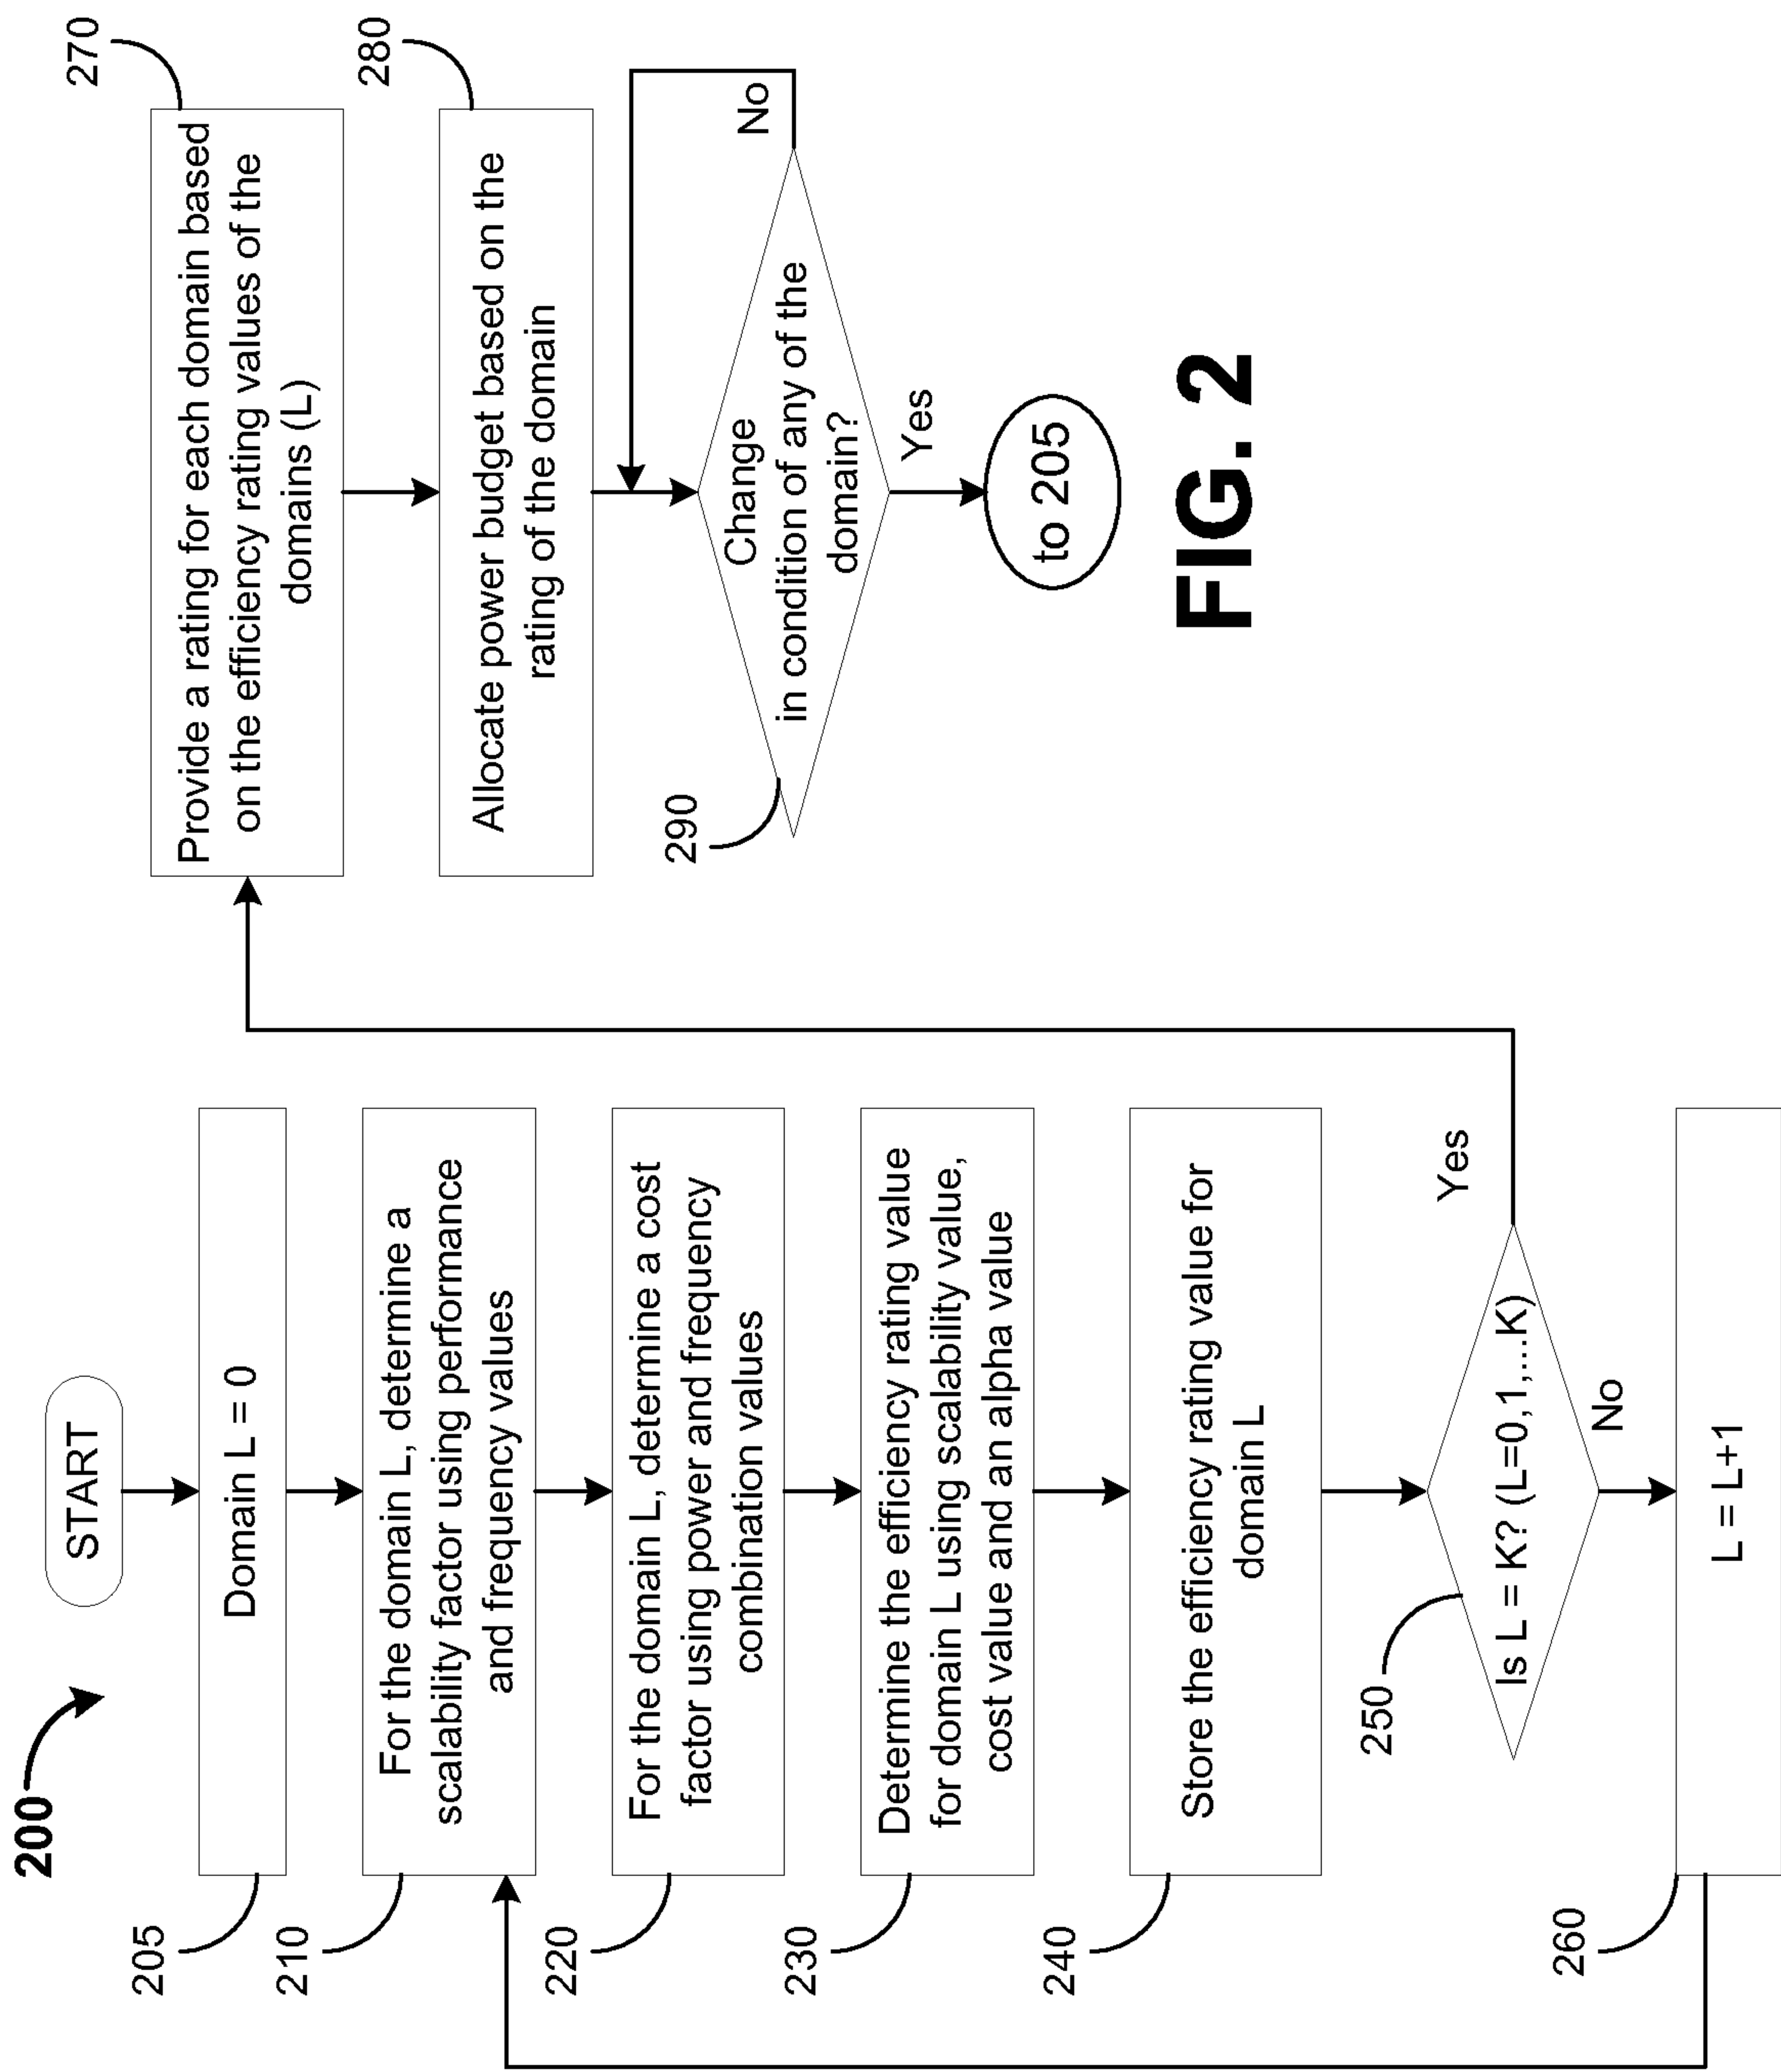 200
START
205
Domain L = 0
210
For the domain L, determine a
scalability factor using performance
and frequency values
220
For the domain L, determine a cost
factor using power and frequency
combination values
230
Determine the efficiency rating value
for domain L using scalability value,
cost value and an alpha value
240
Store the efficiency rating value for
domain L
250
Is L = K? (L=0,1,...K)
Yes
No
260
L = L+1
270
Provide a rating for each domain based
on the efficiency rating values of the
domains (L)
280
Allocate power budget based on the
rating of the domain
290
Change
in condition of any of the
domain?
No
Yes
to 205
FIG. 2